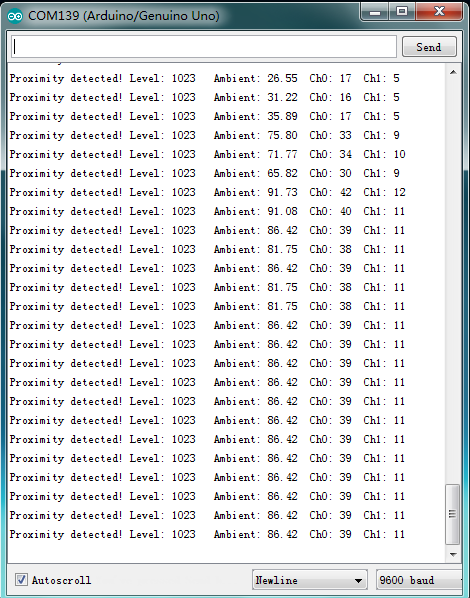 COM139 (Arduino/Genuino Uno)
Send
Proximity detected! Level: 1023 Ambient: 26.55 Ch0: 17 Ch1: 5
Proximity detected! Level: 1023 Ambient: 31.22 Ch0: 16 Ch1: 5
Proximity detected! Level: 1023 Ambient: 35.89 Ch0: 17 Ch1: 5
Proximity detected! Level: 1023 Ambient: 75.80 Ch0: 33 Ch1: 9
Proximity detected! Level: 1023 Ambient: 71.77 Ch0: 34 Ch1: 10
Proximity detected! Level: 1023 Ambient: 65.82 Ch0: 30 Ch1: 9
Proximity detected! Level: 1023 Ambient: 91.73 Ch0: 42 Ch1: 12
Proximity detected! Level: 1023 Ambient: 91.08 Ch0: 40 Ch1: 11
Proximity detected! Level: 1023 Ambient: 86.42 Ch0: 39 Ch1: 11
Proximity detected! Level: 1023 Ambient: 81.75 Ch0: 38 Ch1: 11
Proximity detected! Level: 1023 Ambient: 86.42 Ch0: 39 Ch1: 11
Proximity detected! Level: 1023 Ambient: 81.75 Ch0: 38 Ch1: 11
Proximity detected! Level: 1023 Ambient: 81.75 Ch0: 38 Ch1: 11
Proximity detected! Level: 1023 Ambient: 86.42 Ch0: 39 Ch1: 11
Proximity detected! Level: 1023 Ambient: 86.42 Ch0: 39 Ch1: 11
Proximity detected! Level: 1023 Ambient: 86.42 Ch0: 39 Ch1: 11
Proximity detected! Level: 1023 Ambient: 86.42 Ch0: 39 Ch1: 11
Proximity detected! Level: 1023 Ambient: 86.42 Ch0: 39 Ch1: 11
Proximity detected! Level: 1023 Ambient: 86.42 Ch0: 39 Ch1: 11
Proximity detected! Level: 1023 Ambient: 86.42 Ch0: 39 Ch1: 11
Proximity detected! Level: 1023 Ambient: 86.42 Ch0: 39 Ch1: 11
Proximity detected! Level: 1023 Ambient: 86.42 Ch0: 39 Ch1: 11
Proximity detected! Level: 1023 Ambient: 86.42 Ch0: 39 Ch1: 11
Proximity detected! Level: 1023 Ambient: 86.42 Ch0: 39 Ch1: 11
Proximity detected! Level: 1023 Ambient: 86.42 Ch0: 39 Ch1: 11
Autoscroll Newline 9600 baud